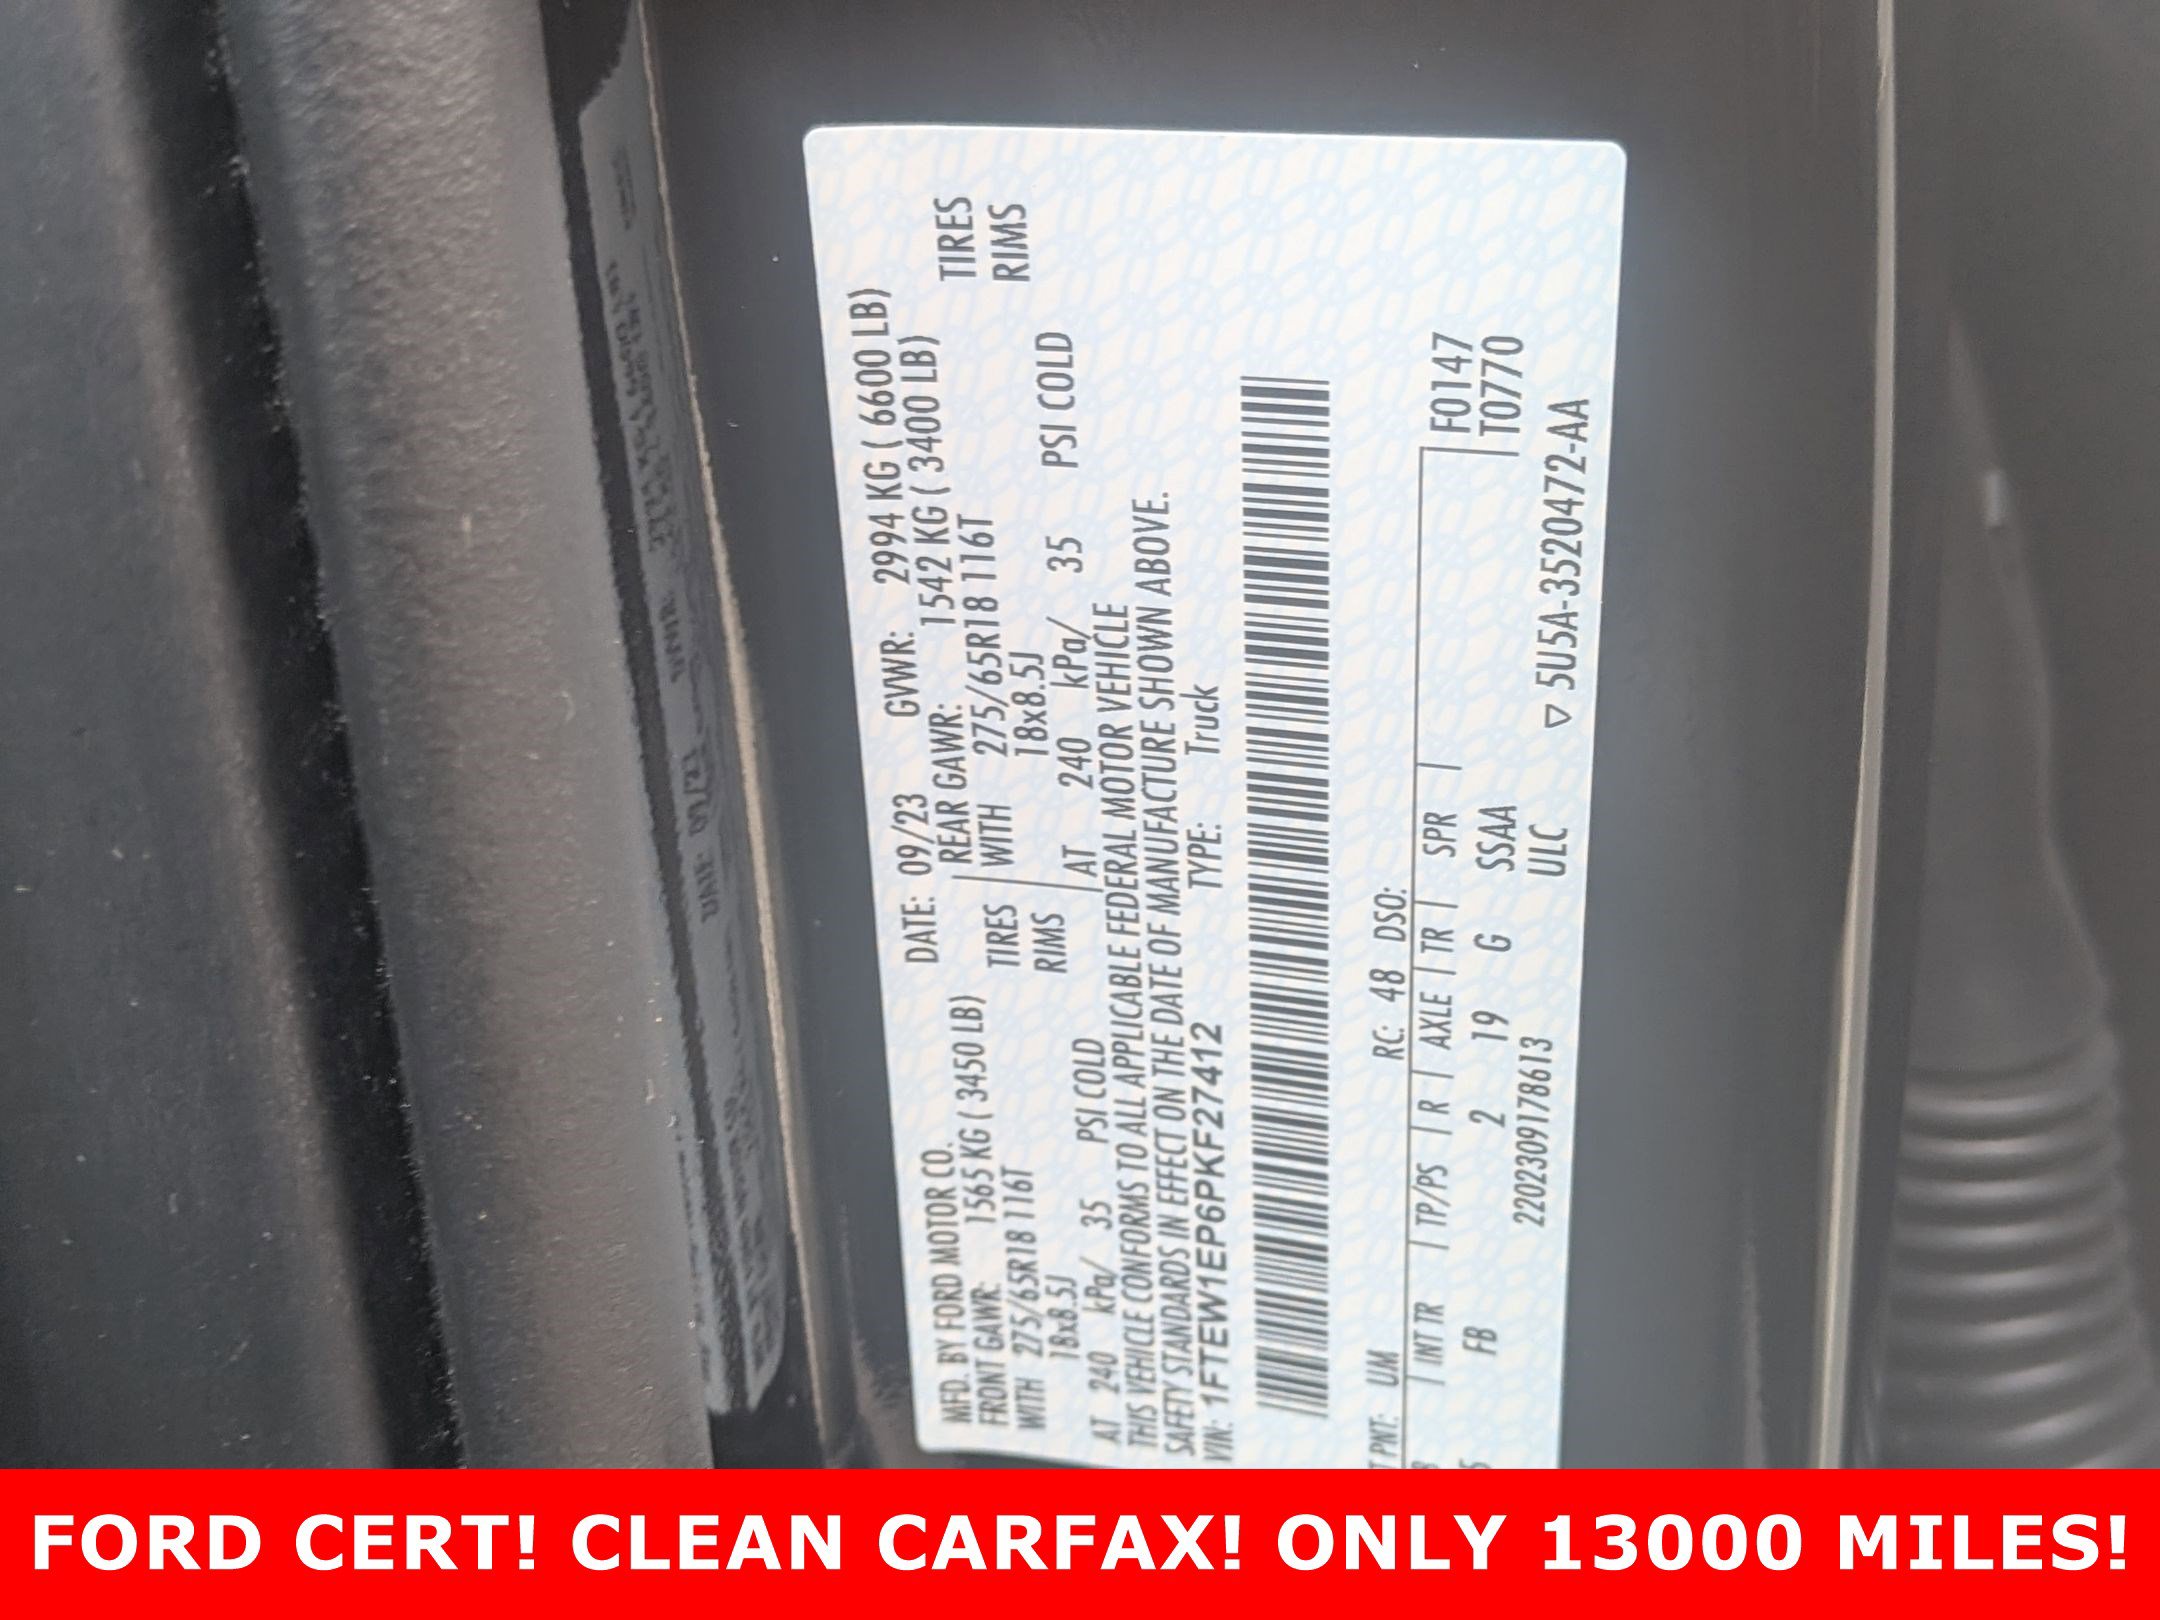 MFD. BY FORD MOTOR CO.
DATE: 09/23 GVWR: 2994 KG ( 6600 LB)
FRONT GAWR: 1565 KG ( 3450 LB) REAR GAWR: 1542 KG ( 3400 LB)
WITH 275/65R18 116T TIRES WITH 275/65R18 116T TIRES
18x8.5J RIMS 18x8.5J RIMS
AT 240 kPa/ 35 PSI COLD AT 240 kPa/ 35 PSI COLD
THIS VEHICLE CONFORMS TO ALL APPLICABLE FEDERAL MOTOR VEHICLE
SAFETY STANDARDS IN EFFECT ON THE DATE OF MANUFACTURE SHOWN ABOVE.
VIN: 1FTEW1EP6PKF27412 TYPE: Truck
T PNT: UM RC: 48 DSO:
INT TR TP/PS R AXLE TR SPR F0147
FB 2 19 G SSAA T0770
2202309178613 ULC ▽ 5U5A-3520472-AA
FORD CERT! CLEAN CARFAX! ONLY 13000 MILES!